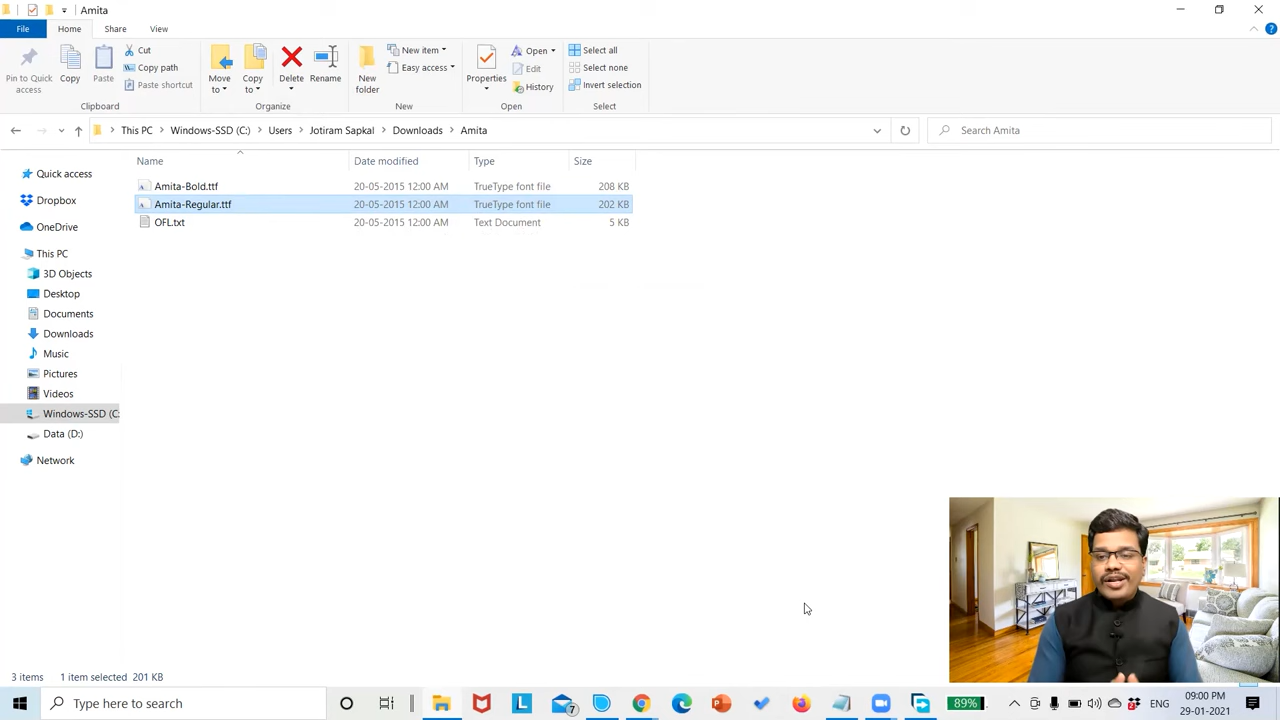 Amita
File Home Share View
Pin to Quick access
Copy
Paste
Cut
Copy path
Paste shortcut
Clipboard
Move to
Copy to
Delete
Rename
Organize
New folder
New item
Easy access
New
Properties
Open
Edit
History
Open
Select all
Select none
Invert selection
Select
This PC Windows-SSD (C:) Users Jotiram Sapkal Downloads Amita
Search Amita
Name Date modified Type Size
Amita-Bold.ttf 20-05-2015 12:00 AM TrueType font file 208 KB
Amita-Regular.ttf 20-05-2015 12:00 AM TrueType font file 202 KB
OFL.txt 20-05-2015 12:00 AM Text Document 5 KB
Quick access
Dropbox
OneDrive
This PC
3D Objects
Desktop
Documents
Downloads
Music
Pictures
Videos
Windows-SSD (C:
Data (D:)
Network
3 items 1 item selected 201 KB
Type here to search
7
89%
ENG
09:00 PM
29-01-2021